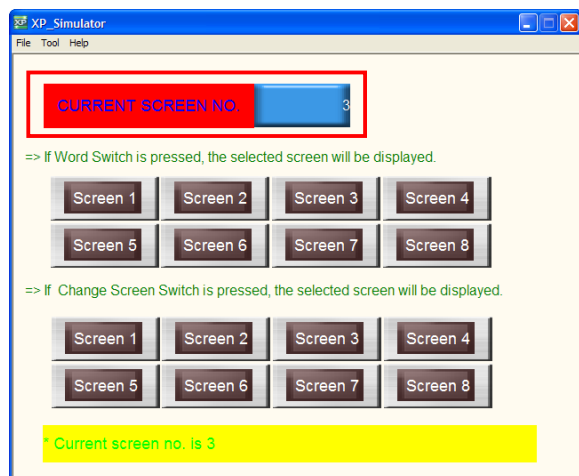 XP XP_Simulator
File Tool Help
CURRENT SCREEN NO. 3
=> If Word Switch is pressed, the selected screen will be displayed.
Screen 1 Screen 2 Screen 3 Screen 4
Screen 5 Screen 6 Screen 7 Screen 8
=> If Change Screen Switch is pressed, the selected screen will be displayed.
Screen 1 Screen 2 Screen 3 Screen 4
Screen 5 Screen 6 Screen 7 Screen 8
* Current screen no. is 3